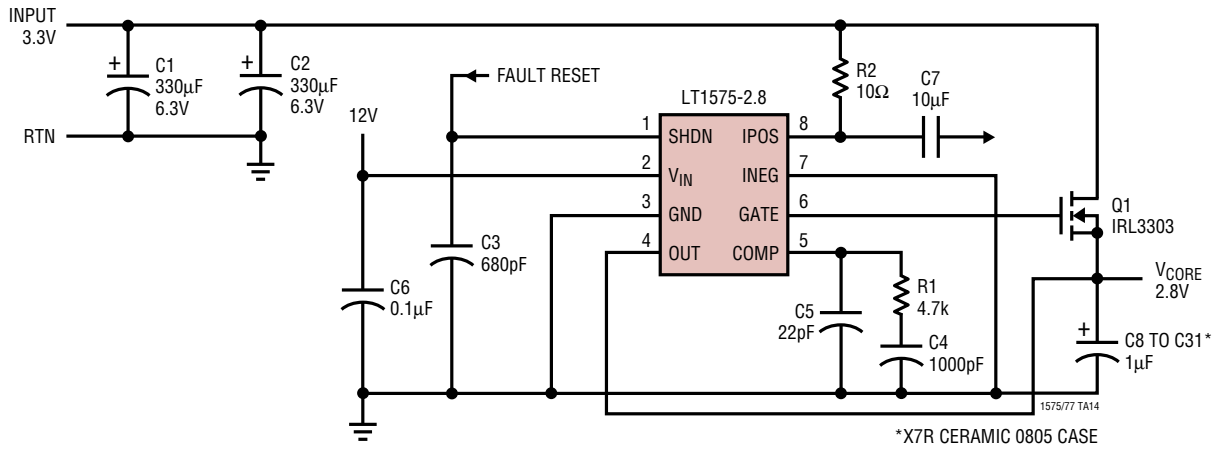 INPUT
3.3V
+
C1
330µF
6.3V
+
C2
330µF
6.3V
RTN
12V
FAULT RESET
LT1575-2.8
1
SHDN
2
VIN
3
GND
4
OUT
IPOS
8
INEG
7
GATE
6
COMP
5
R2
10Ω
C7
10µF
Q1
IRL3303
C3
680pF
C6
0.1µF
C5
22pF
R1
4.7k
C4
1000pF
VCORE
2.8V
+
C8 TO C31*
1µF
1575/77 TA14
*X7R CERAMIC 0805 CASE